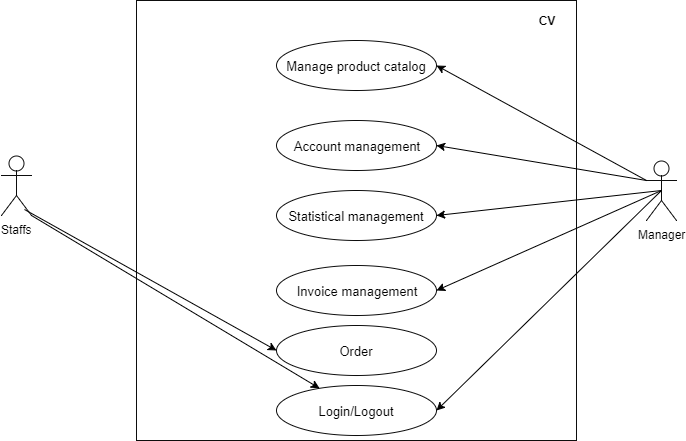 CV
Manage product catalog
Account management
Statistical management
Staffs
Manager
Invoice management
Order
Login/Logout